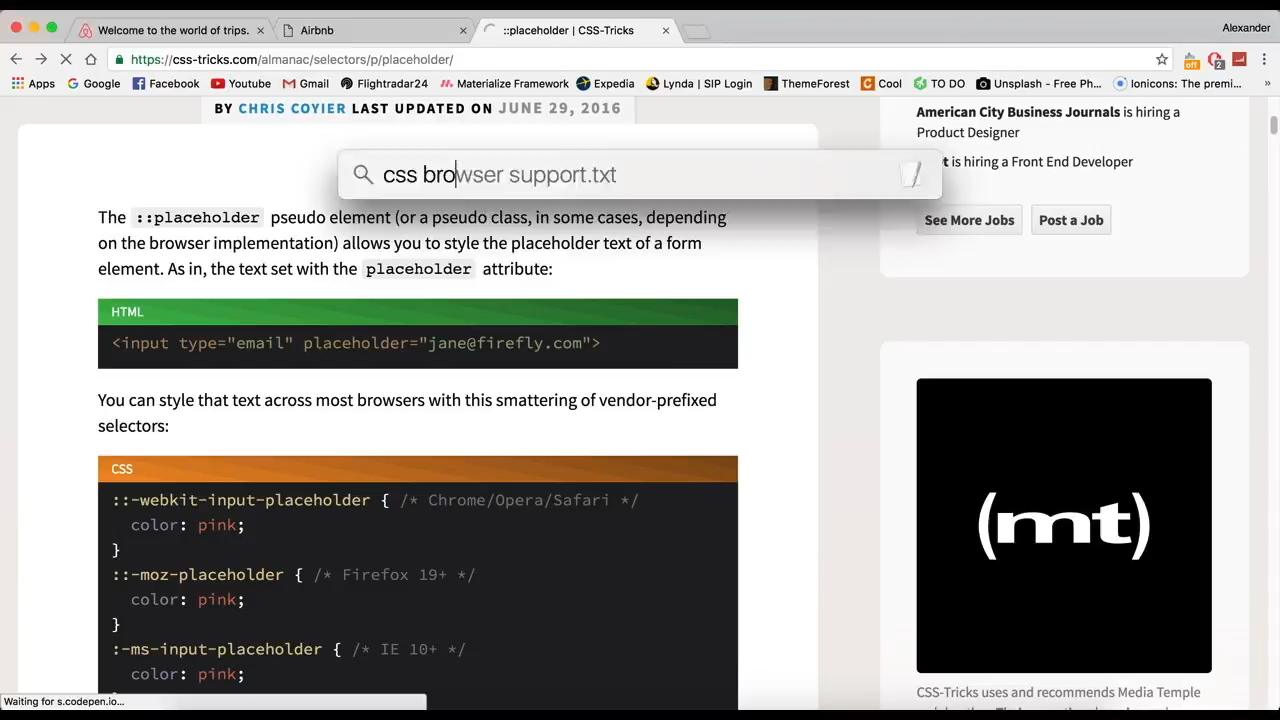 Welcome to the world of trips.
Airbnb
::placeholder | CSS-Tricks
Alexander
https://css-tricks.com/almanac/selectors/p/placeholder/
off
2
Apps
Google
Facebook
Youtube
Gmail
Flightradar24
Materialize Framework
Expedia
Lynda | SIP Login
ThemeForest
Cool
TO DO
Unsplash - Free Ph...
Ionicons: The premi...
»
BY CHRIS COYIER LAST UPDATED ON JUNE 29, 2016
css browser support.txt
The ::placeholder pseudo element (or a pseudo class, in some cases, depending
on the browser implementation) allows you to style the placeholder text of a form
element. As in, the text set with the placeholder attribute:
HTML
<input type="email" placeholder="jane@firefly.com">
You can style that text across most browsers with this smattering of vendor-prefixed
selectors:
CSS
::-webkit-input-placeholder { /* Chrome/Opera/Safari */
color: pink;
}
::-moz-placeholder { /* Firefox 19+ */
color: pink;
}
:-ms-input-placeholder { /* IE 10+ */
color: pink;
American City Business Journals is hiring a
Product Designer
is hiring a Front End Developer
See More Jobs
Post a Job
(mt)
CSS-Tricks uses and recommends Media Temple
Waiting for s.codepen.io...